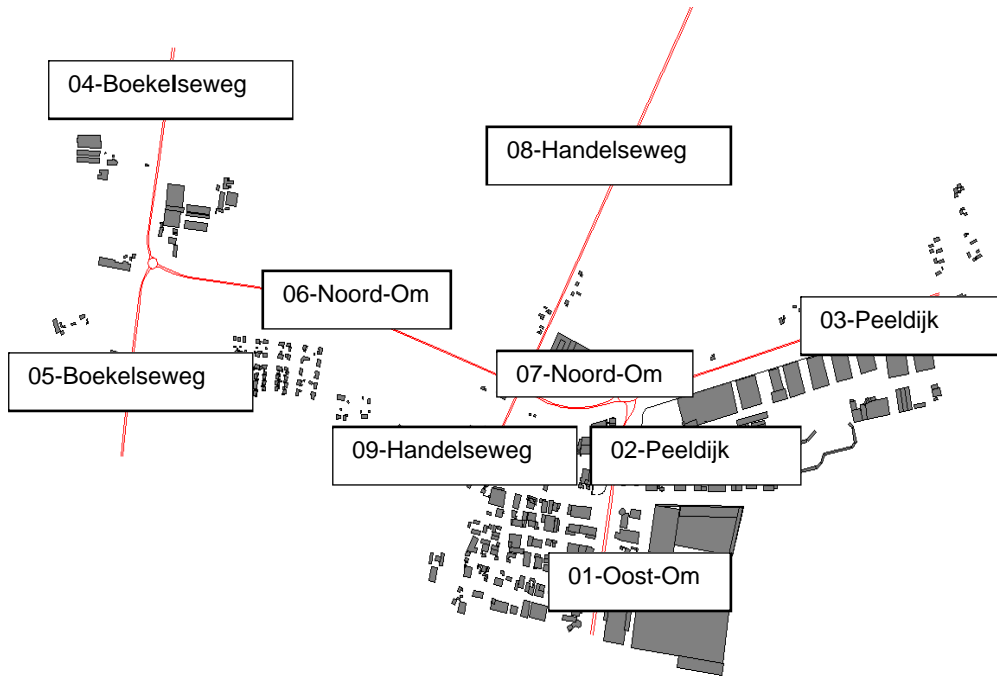 04-Boekelseweg
08-Handelseweg
06-Noord-Om
03-Peeldijk
05-Boekelseweg
07-Noord-Om
09-Handelseweg
02-Peeldijk
01-Oost-Om